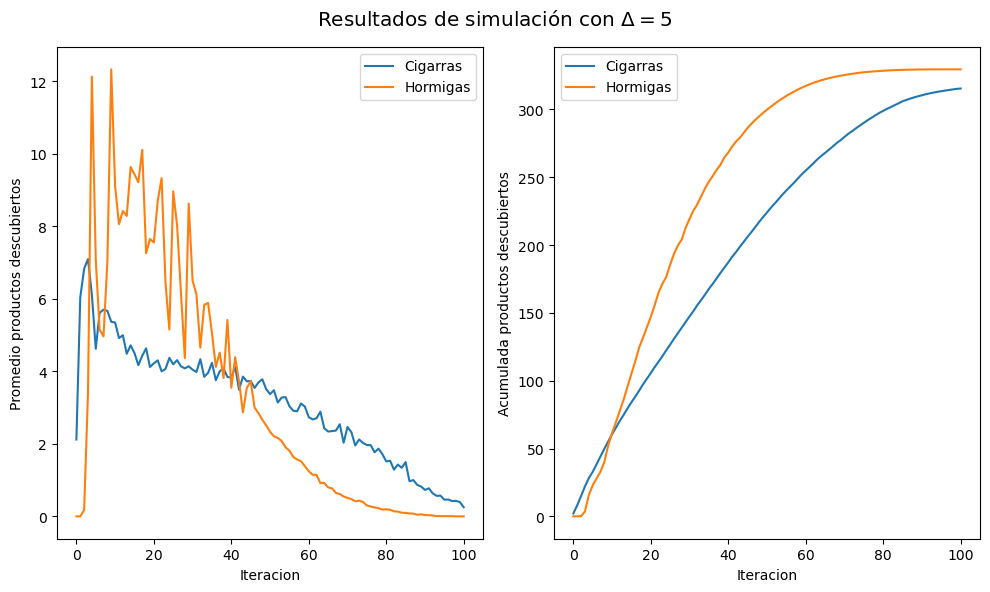 Resultados de simulación con Δ = 5
Promedio productos descubiertos
12
10
8
6
4
2
0
Cigarras
Hormigas
0 20 40 60 80 100
Iteracion
Acumulada productos descubiertos
300
250
200
150
100
50
0
Cigarras
Hormigas
0 20 40 60 80 100
Iteracion